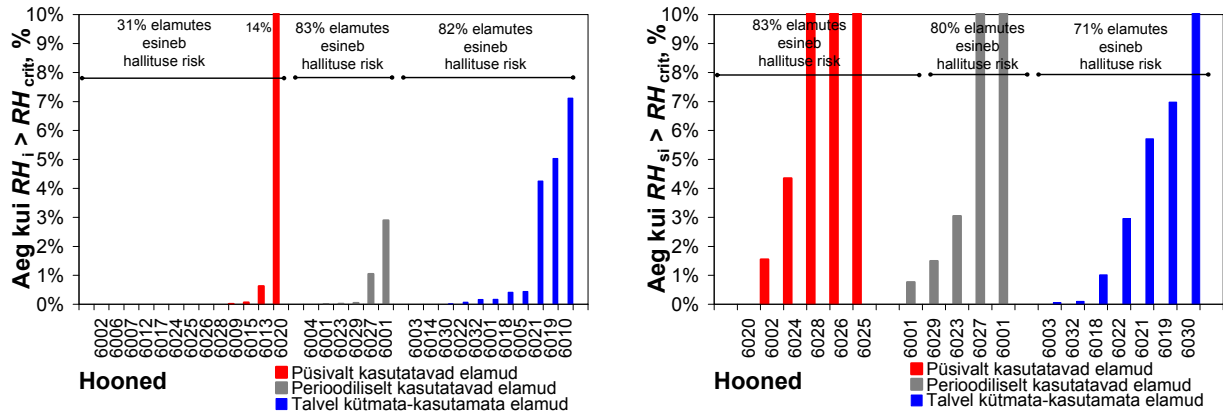 Aeg kui RHi > RHcrit, %
10%
9%
8%
7%
6%
5%
4%
3%
2%
1%
0%
31% elamutes
esineb
hallituse risk
14%
83% elamutes
esineb
hallituse risk
82% elamutes
esineb
hallituse risk
6002
6006
6007
6012
6017
6024
6025
6026
6028
6009
6015
6013
6020
6004
6001
6023
6029
6027
6001
6003
6014
6030
6022
6032
6001
6018
6005
6021
6019
6010
Hooned
Püsivalt kasutatavad elamud
Perioodiliselt kasutatavad elamud
Talvel kütmata-kasutamata elamud
Aeg kui RHsi > RHcrit, %
10%
9%
8%
7%
6%
5%
4%
3%
2%
1%
0%
83% elamutes
esineb
hallituse risk
80% elamutes
esineb
hallituse risk
71% elamutes
esineb
hallituse risk
6020
6002
6024
6028
6026
6025
6001
6029
6023
6027
6001
6003
6032
6018
6022
6021
6019
6030
Hooned
Püsivalt kasutatavad elamud
Perioodiliselt kasutatavad elamud
Talvel kütmata-kasutamata elamud